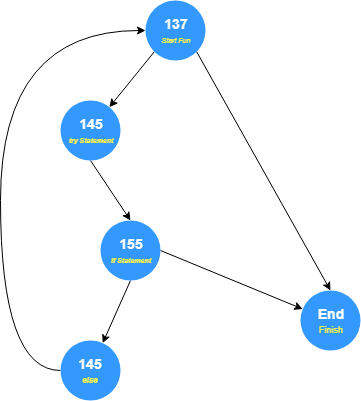 137
Start Fun
145
try Statement
155
If Statement
End
Finish
145
else